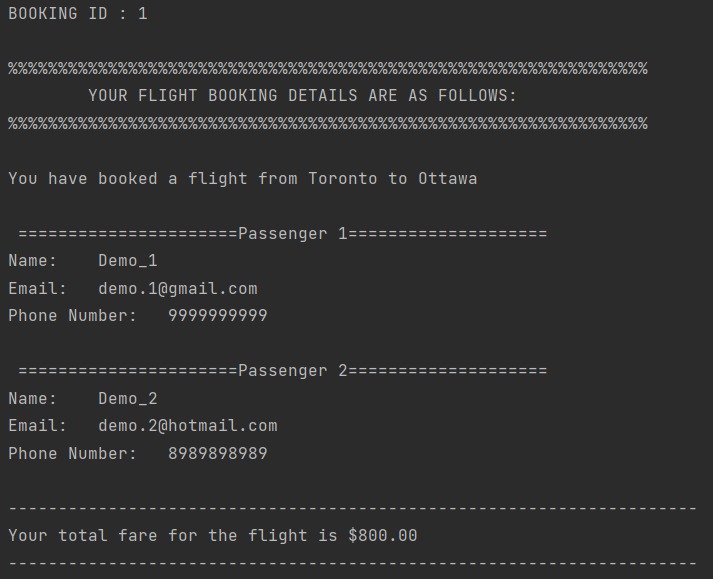 BOOKING ID : 1
%%%%%%%%%%%%%%%%%%%%%%%%%%%%%%%%%%%%%%%%%%%%%%%%%%%%%%%%%%%%%%%%
YOUR FLIGHT BOOKING DETAILS ARE AS FOLLOWS:
%%%%%%%%%%%%%%%%%%%%%%%%%%%%%%%%%%%%%%%%%%%%%%%%%%%%%%%%%%%%%%%%
You have booked a flight from Toronto to Ottawa
======================Passenger 1====================
Name:    Demo_1
Email:   demo.1@gmail.com
Phone Number:   9999999999
======================Passenger 2====================
Name:    Demo_2
Email:   demo.2@hotmail.com
Phone Number:   8989898989
---------------------------------------------------------------------
Your total fare for the flight is $800.00
---------------------------------------------------------------------